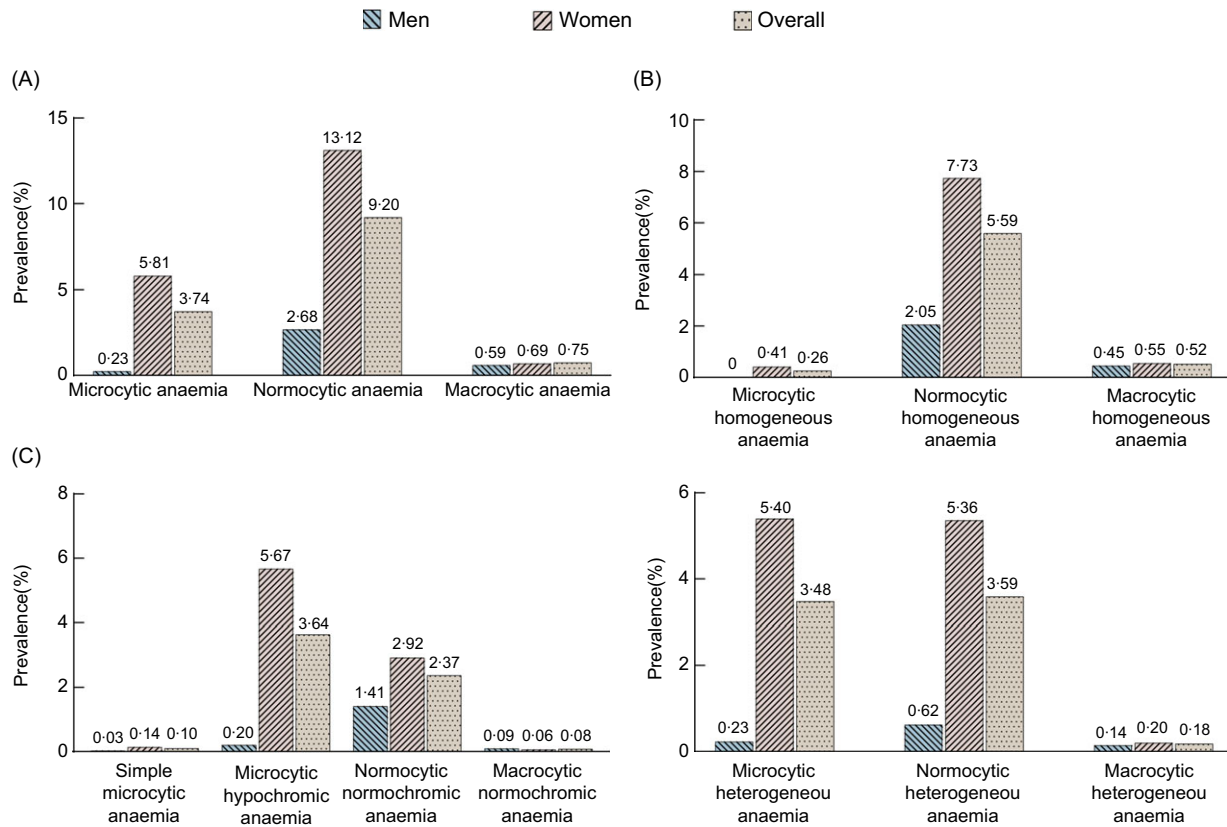 Men Women Overall
(A)
Prevalence(%)
15
10
5
0
0·23 5·81 3·74
2·68 13·12 9·20
0·59 0·69 0·75
Microcytic anaemia Normocytic anaemia Macrocytic anaemia
(B)
Prevalence(%)
10
8
6
4
2
0
0 0·41 0·26
2·05 7·73 5·59
0·45 0·55 0·52
Microcytic
homogeneous
anaemia
Normocytic
homogeneous
anaemia
Macrocytic
homogeneous
anaemia
(C)
Prevalence(%)
8
6
4
2
0
0·03 0·14 0·10
0·20 5·67 3·64
1·41 2·92 2·37
0·09 0·06 0·08
Simple
microcytic
anaemia
Microcytic
hypochromic
anaemia
Normocytic
normochromic
anaemia
Macrocytic
normochromic
anaemia
Prevalence(%)
6
4
2
0
0·23 5·40 3·48
0·62 5·36 3·59
0·14 0·20 0·18
Microcytic
heterogeneou
anaemia
Normocytic
heterogeneou
anaemia
Macrocytic
heterogeneou
anaemia